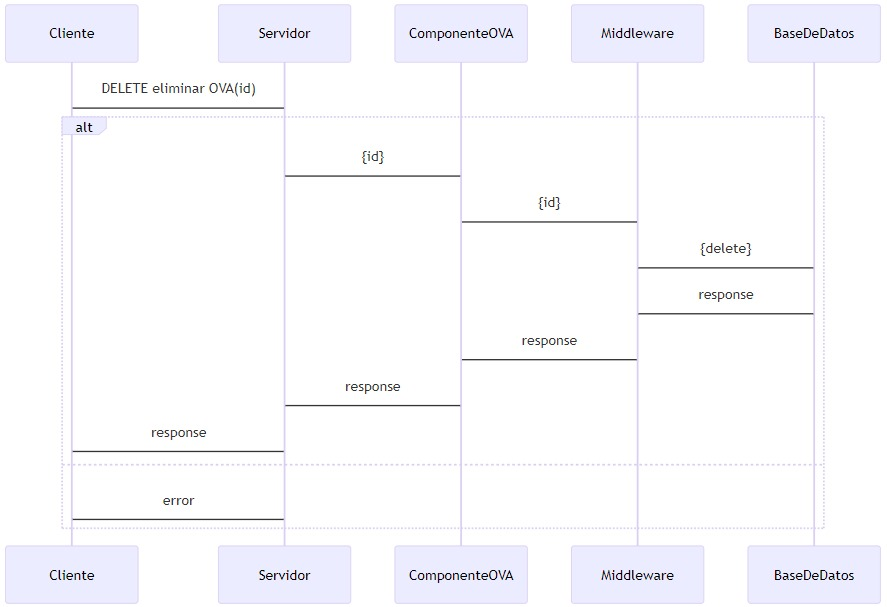 Cliente
Servidor
ComponenteOVA
Middleware
BaseDeDatos
DELETE eliminar OVA(id)
alt
{id}
{id}
{delete}
response
response
response
response
error
Cliente
Servidor
ComponenteOVA
Middleware
BaseDeDatos